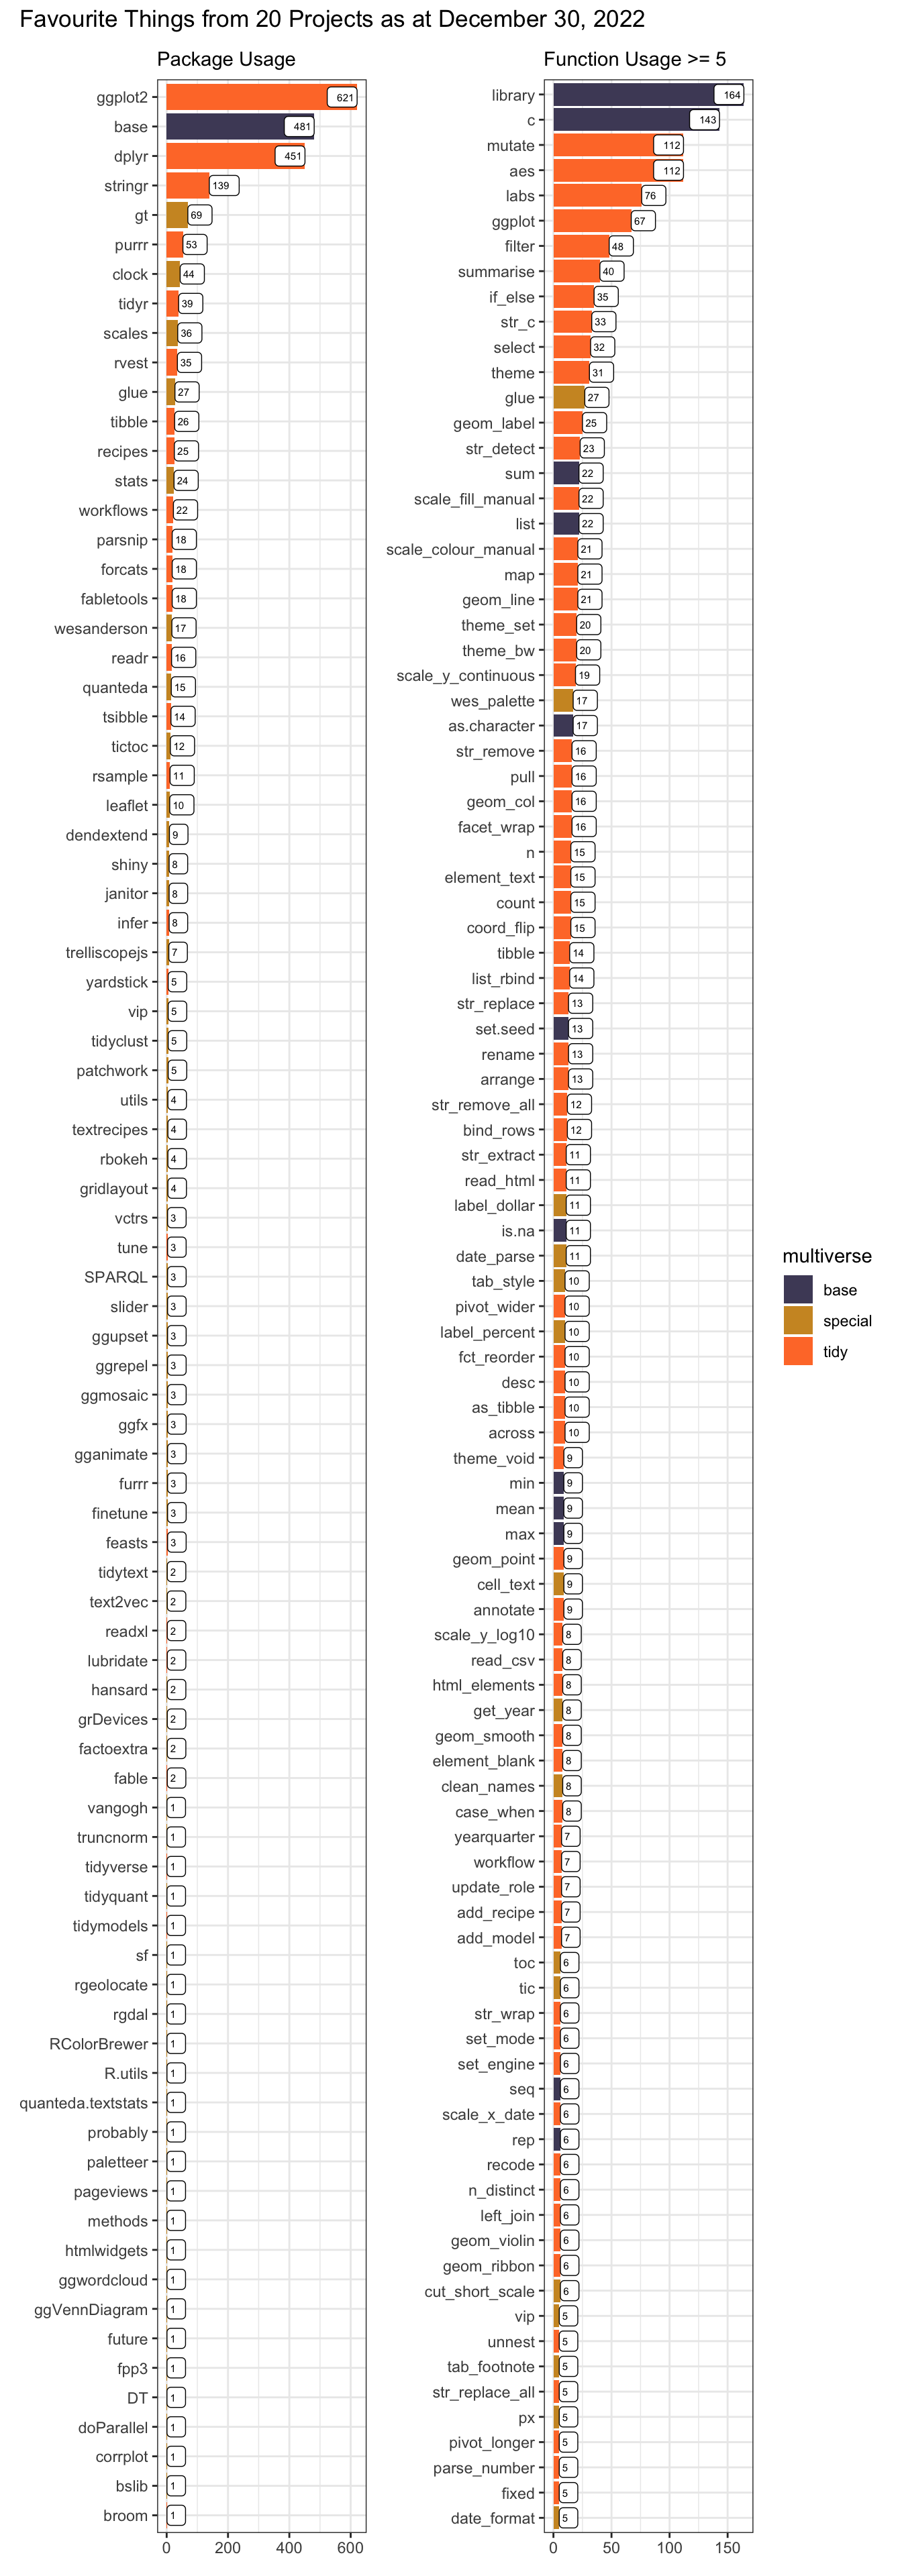 Favourite Things from 20 Projects as at December 30, 2022
Package Usage
ggplot2 621
base 481
dplyr 451
stringr 139
gt 69
purrr 53
clock 44
tidyr 39
scales 36
rvest 35
glue 27
tibble 26
recipes 25
stats 24
workflows 22
parsnip 18
forcats 18
fabletools 18
wesanderson 17
readr 16
quanteda 15
tsibble 14
tictoc 12
rsample 11
leaflet 10
dendextend 9
shiny 8
janitor 8
infer 8
trelliscopejs 7
yardstick 5
vip 5
tidyclust 5
patchwork 5
utils 4
textrecipes 4
rbokeh 4
gridlayout 4
vctrs 3
tune 3
SPARQL 3
slider 3
ggupset 3
ggrepel 3
ggmosaic 3
ggfx 3
gganimate 3
furrr 3
finetune 3
feasts 3
tidytext 2
text2vec 2
readxl 2
lubridate 2
hansard 2
grDevices 2
factoextra 2
fable 2
vangogh 1
truncnorm 1
tidyverse 1
tidyquant 1
tidymodels 1
sf 1
rgeolocate 1
rgdal 1
RColorBrewer 1
R.utils 1
quanteda.textstats 1
probably 1
paletteer 1
pageviews 1
methods 1
htmlwidgets 1
ggwordcloud 1
ggVennDiagram 1
future 1
fpp3 1
DT 1
doParallel 1
corrplot 1
bslib 1
broom 1
0 200 400 600
Function Usage >= 5
library 164
c 143
mutate 112
aes 112
labs 76
ggplot 67
filter 48
summarise 40
if_else 35
str_c 33
select 32
theme 31
glue 27
geom_label 25
str_detect 23
sum 22
scale_fill_manual 22
list 22
scale_colour_manual 21
map 21
geom_line 21
theme_set 20
theme_bw 20
scale_y_continuous 19
wes_palette 17
as.character 17
str_remove 16
pull 16
geom_col 16
facet_wrap 16
n 15
element_text 15
count 15
coord_flip 15
tibble 14
list_rbind 14
str_replace 13
set.seed 13
rename 13
arrange 13
str_remove_all 12
bind_rows 12
str_extract 11
read_html 11
label_dollar 11
is.na 11
date_parse 11
tab_style 10
pivot_wider 10
label_percent 10
fct_reorder 10
desc 10
as_tibble 10
across 10
theme_void 9
min 9
mean 9
max 9
geom_point 9
cell_text 9
annotate 9
scale_y_log10 8
read_csv 8
html_elements 8
get_year 8
geom_smooth 8
element_blank 8
clean_names 8
case_when 8
yearquarter 7
workflow 7
update_role 7
add_recipe 7
add_model 7
toc 6
tic 6
str_wrap 6
set_mode 6
set_engine 6
seq 6
scale_x_date 6
rep 6
recode 6
n_distinct 6
left_join 6
geom_violin 6
geom_ribbon 6
cut_short_scale 6
vip 5
unnest 5
tab_footnote 5
str_replace_all 5
px 5
pivot_longer 5
parse_number 5
fixed 5
date_format 5
0 50 100 150
multiverse
base
special
tidy